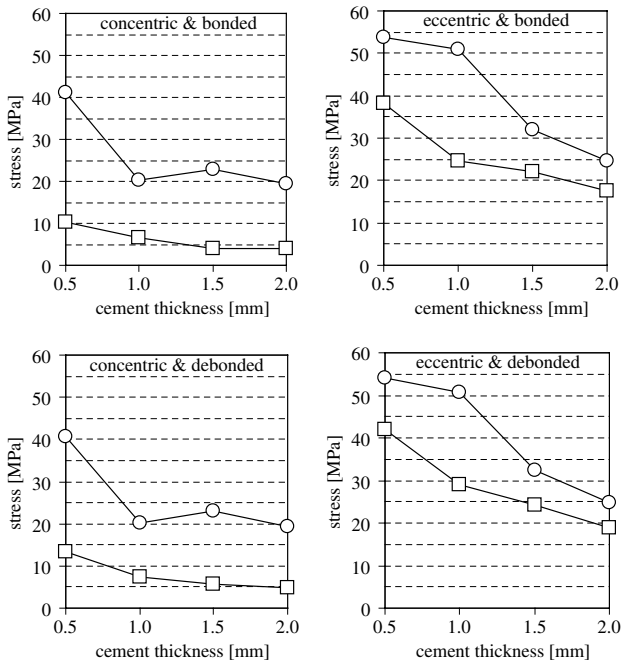 concentric & bonded
60
50
40
30
20
10
0
stress [MPa]
0.5 1.0 1.5 2.0
cement thickness [mm]
eccentric & bonded
60
50
40
30
20
10
0
stress [MPa]
0.5 1.0 1.5 2.0
cement thickness [mm]
concentric & debonded
60
50
40
30
20
10
0
stress [MPa]
0.5 1.0 1.5 2.0
cement thickness [mm]
eccentric & debonded
60
50
40
30
20
10
0
stress [MPa]
0.5 1.0 1.5 2.0
cement thickness [mm]